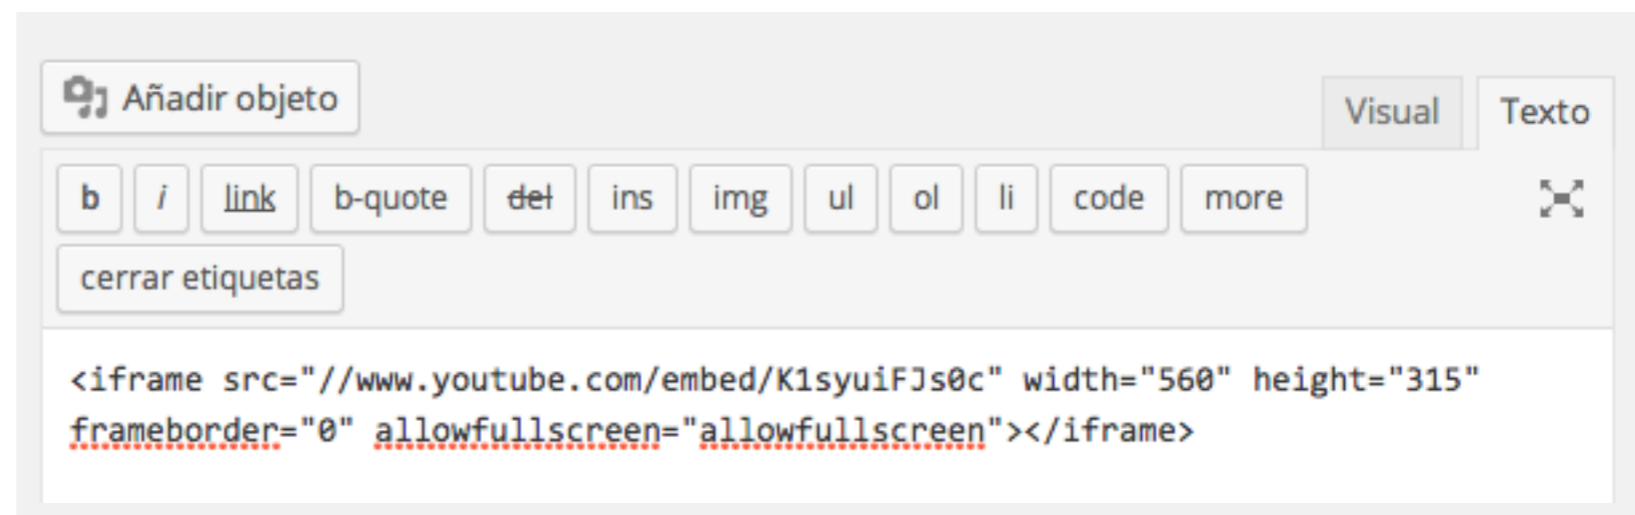 Añadir objeto
Visual Texto
b i link b-quote del ins img ul ol li code more
cerrar etiquetas
<iframe src="//www.youtube.com/embed/K1syuiFJs0c" width="560" height="315"
frameborder="0" allowfullscreen="allowfullscreen"></iframe>